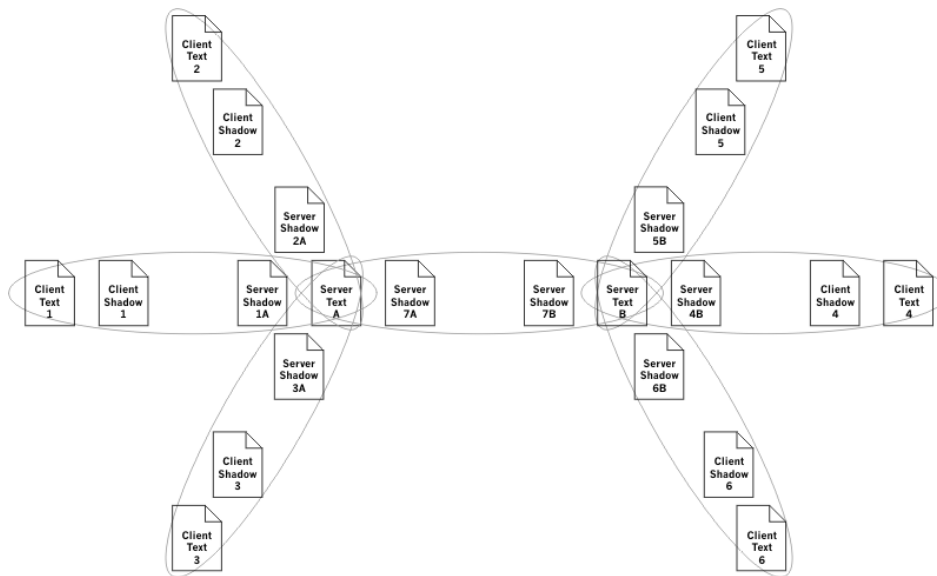 Client
Text
2
Client
Text
5
Client
Shadow
2
Client
Shadow
5
Server
Shadow
2A
Server
Shadow
5B
Client
Text
1
Client
Shadow
1
Server
Shadow
1A
Server
Text
A
Server
Shadow
7A
Server
Shadow
7B
Server
Text
B
Server
Shadow
4B
Client
Shadow
4
Client
Text
4
Server
Shadow
3A
Server
Shadow
6B
Client
Shadow
3
Client
Shadow
6
Client
Text
3
Client
Text
6